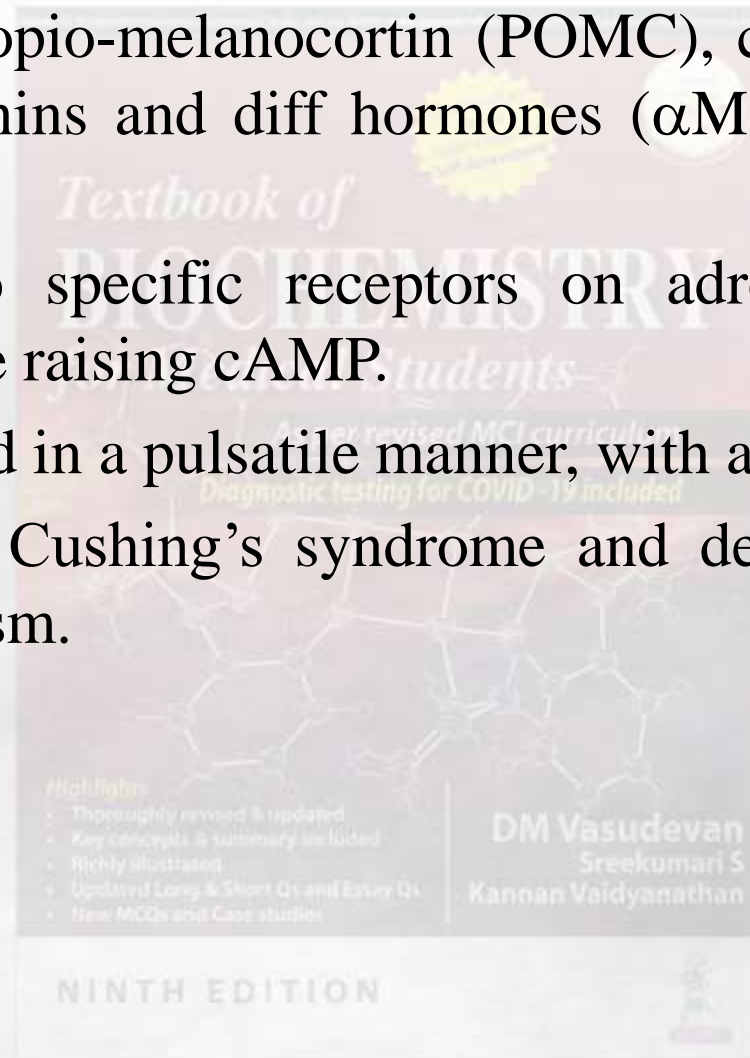 opio-melanocortin (POMC), c
nins and diff hormones (αM
Textbook of
BIOCHEMISTRY
specific receptors on adr
e raising cAMP.
Students
As per revised MCI curriculum
d in a pulsatile manner, with a
Diagnostic testing for COVID -19 included
Cushing’s syndrome and de
sm.
Highlights
• Thoroughly revised & updated
• Key concepts & summary included
• Richly illustrated
• Updated Long & Short Qs and Essay Qs
• New MCQs and Case studies
DM Vasudevan
Sreekumari S
Kannan Vaidyanathan
NINTH EDITION